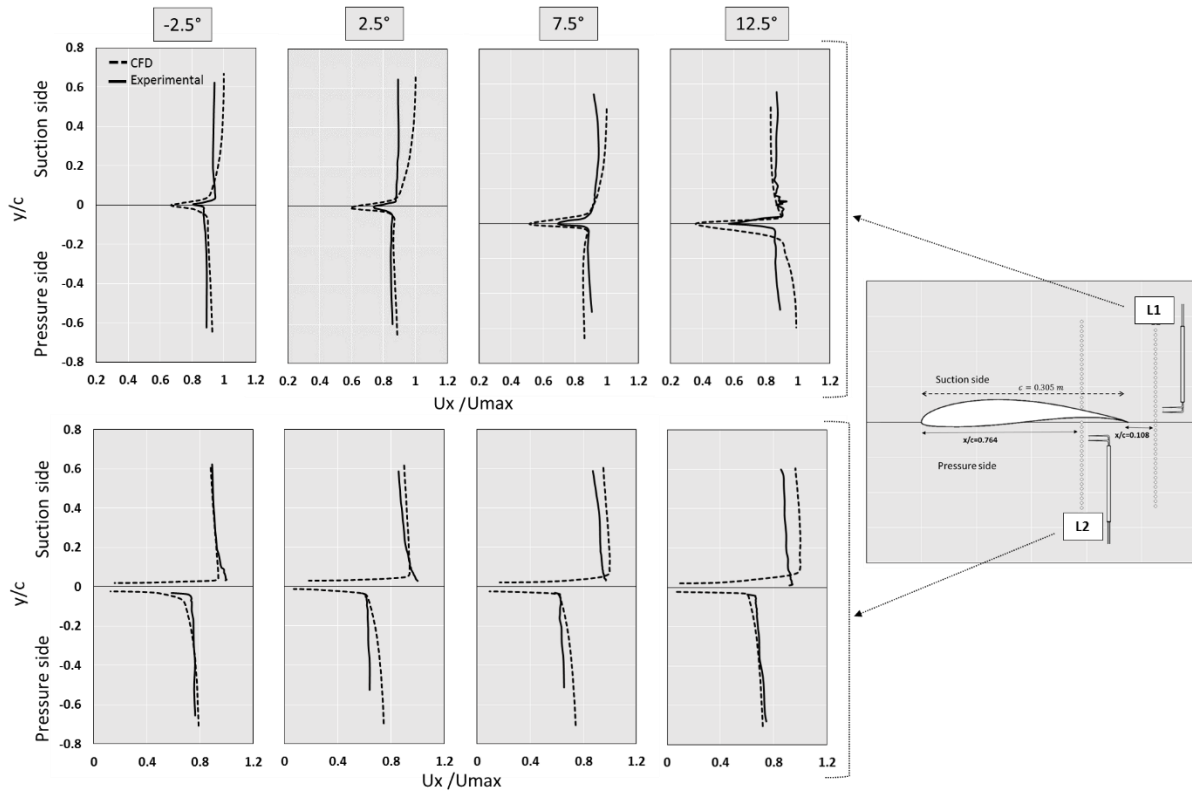 -2.5°
2.5°
7.5°
12.5°
0.8
0.6
0.4
0.2
0
-0.2
-0.4
-0.6
-0.8
y/c
Suction side
Pressure side
CFD
Experimental
0.2 0.4 0.6 0.8 1 1.2
0.2 0.4 0.6 0.8 1 1.2
0.2 0.4 0.6 0.8 1 1.2
0.2 0.4 0.6 0.8 1 1.2
Ux /Umax
0.8
0.6
0.4
0.2
0
-0.2
-0.4
-0.6
-0.8
y/c
Suction side
Pressure side
0 0.4 0.8 1.2
0 0.4 0.8 1.2
0 0.4 0.8 1.2
0 0.4 0.8 1.2
Ux /Umax
L1
Suction side
c = 0.305 m
x/c=0.764
x/c=0.108
Pressure side
L2